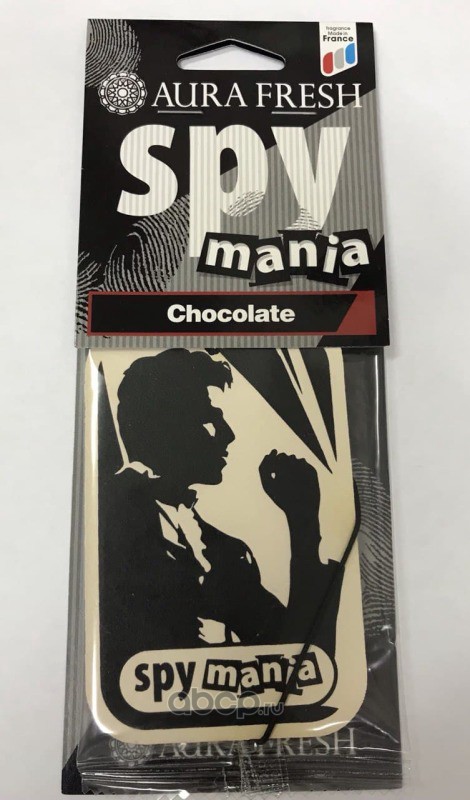 fragrance
Made in
France
AURA FRESH
spy
mania
Chocolate
spy mania
abcp.ru
AURA FRESH